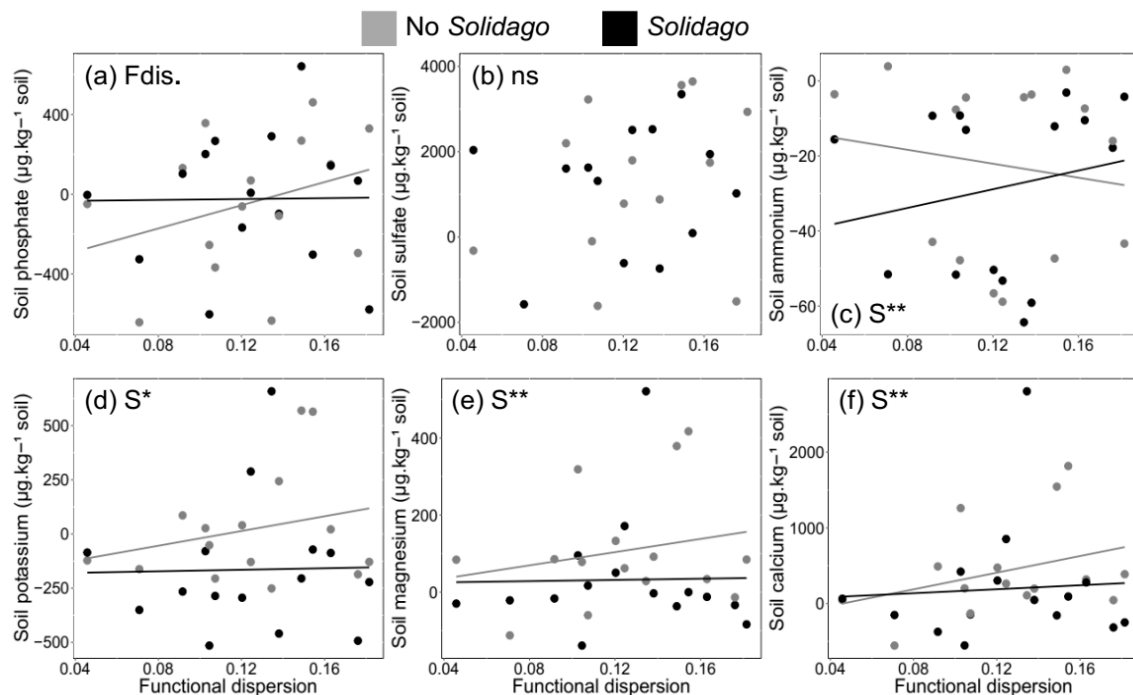 No Solidago Solidago
(a) Fdis.
Soil phosphate (µg.kg⁻¹ soil)
400
0
−400
0.04 0.08 0.12 0.16
(b) ns
Soil sulfate (µg.kg⁻¹ soil)
4000
2000
0
−2000
0.04 0.08 0.12 0.16
(c) S**
Soil ammonium (µg.kg⁻¹ soil)
0
−20
−40
−60
0.04 0.08 0.12 0.16
(d) S*
Soil potassium (µg.kg⁻¹ soil)
500
250
0
−250
−500
0.04 0.08 0.12 0.16
Functional dispersion
(e) S**
Soil magnesium (µg.kg⁻¹ soil)
400
200
0
0.04 0.08 0.12 0.16
Functional dispersion
(f) S**
Soil calcium (µg.kg⁻¹ soil)
2000
1000
0
0.04 0.08 0.12 0.16
Functional dispersion